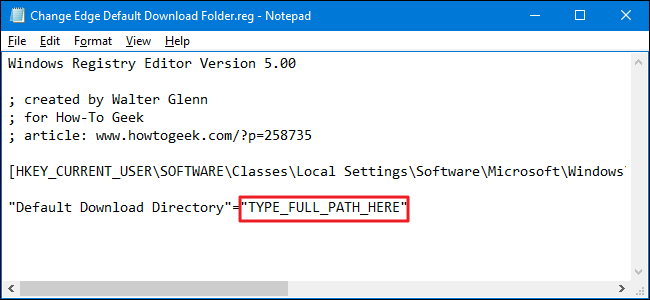 Change Edge Default Download Folder.reg - Notepad
File Edit Format View Help
Windows Registry Editor Version 5.00
; created by Walter Glenn
; for How-To Geek
; article: www.howtogeek.com/?p=258735
[HKEY_CURRENT_USER\SOFTWARE\Classes\Local Settings\Software\Microsoft\Windows\
"Default Download Directory"="TYPE_FULL_PATH_HERE"